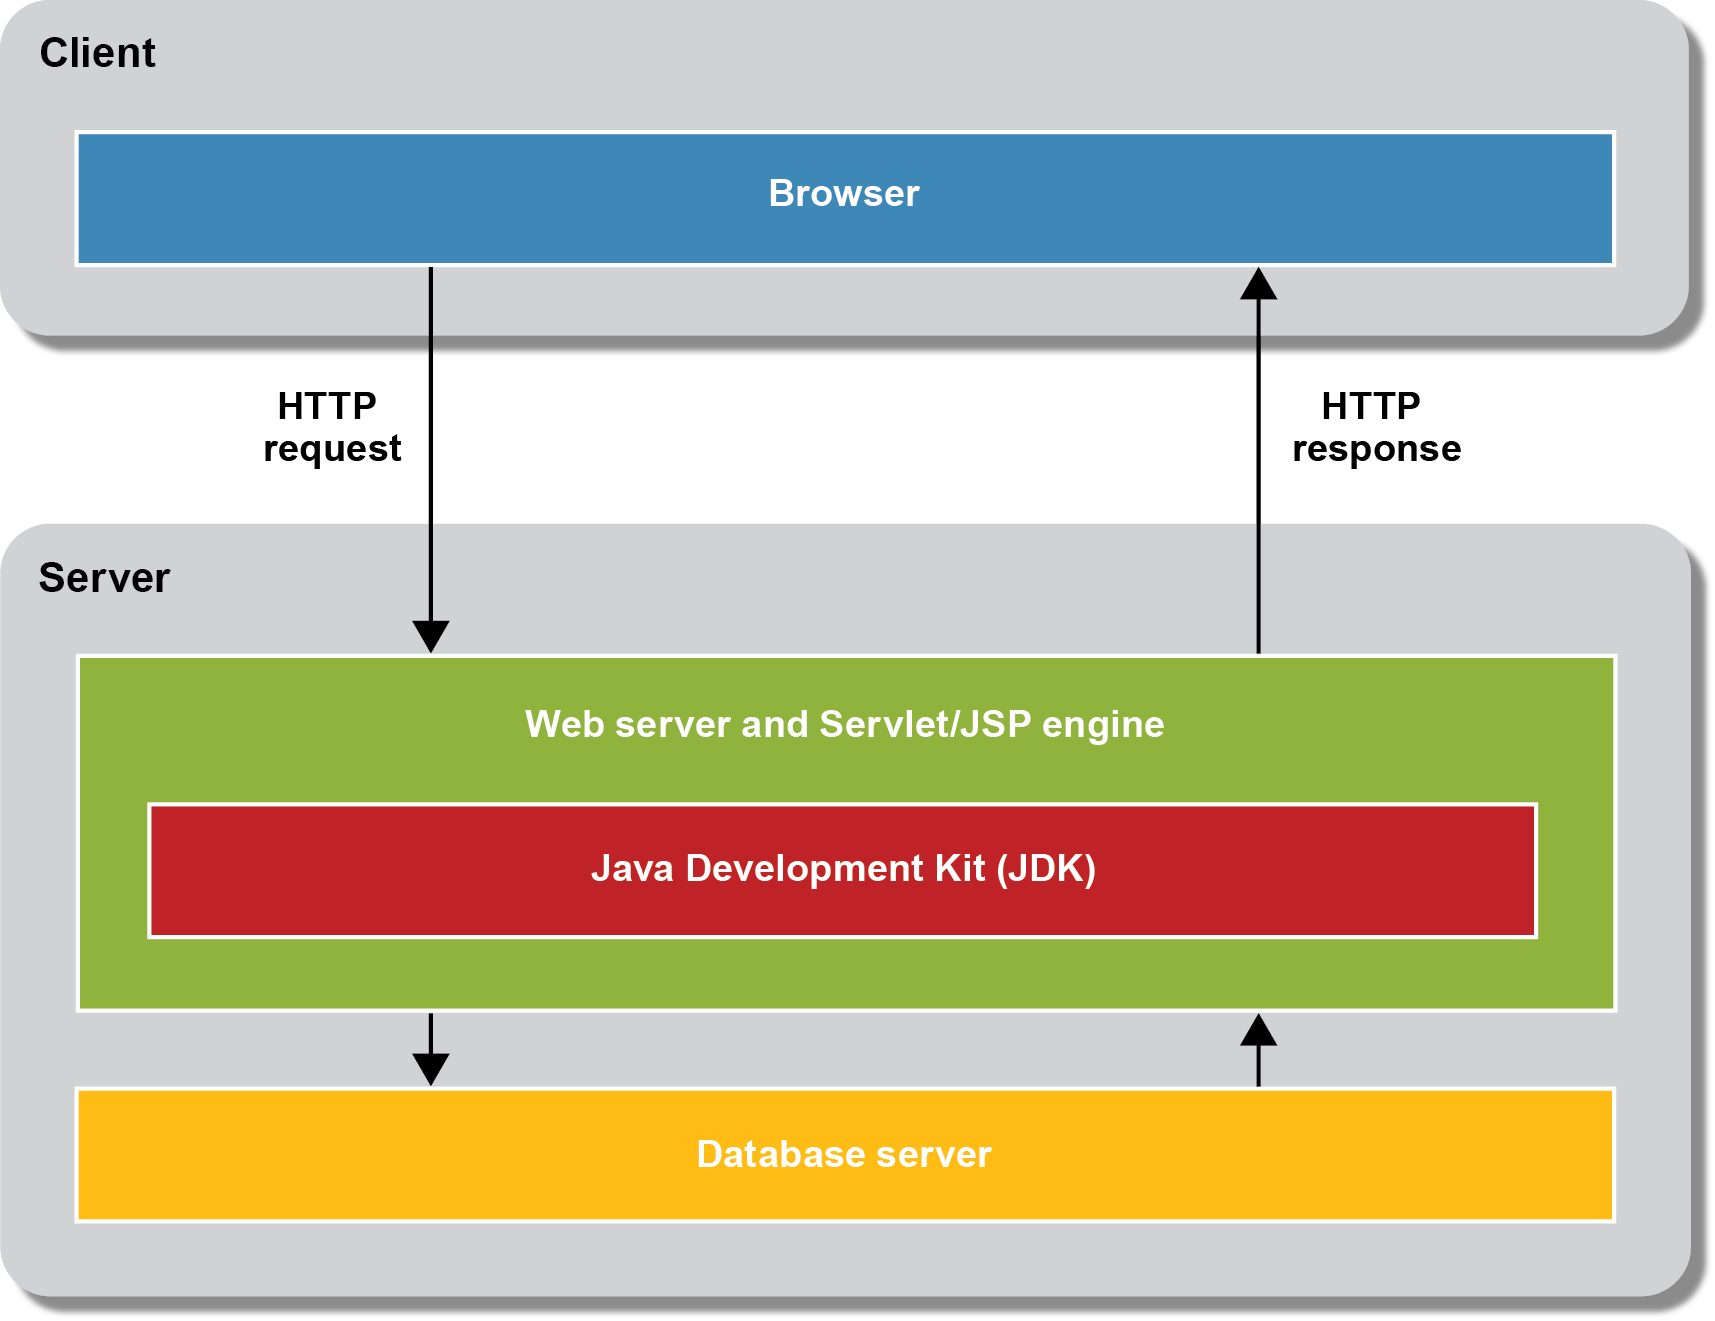 Client
Browser
HTTP
request
HTTP
response
Server
Web server and Servlet/JSP engine
Java Development Kit (JDK)
Database server